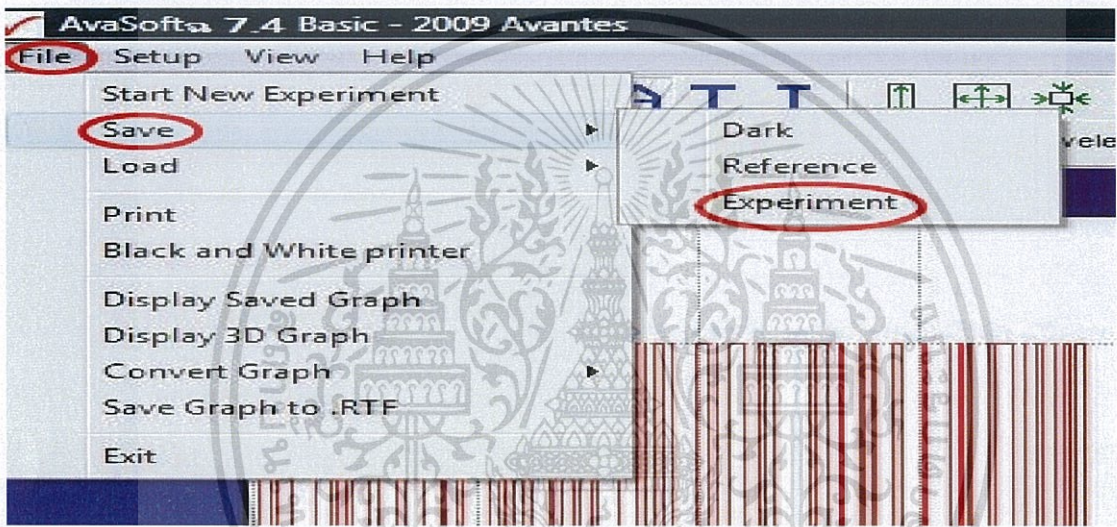 AvaSoft® 7.4 Basic - 2009 Avantes
File Setup View Help
Start New Experiment
Save
Load
Print
Black and White printer
Display Saved Graph
Display 3D Graph
Convert Graph
Save Graph to .RTF
Exit
Dark
Reference
Experiment